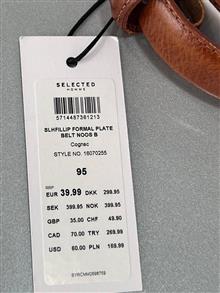 SELECTED
HOMME
5714487361213
SLHFILLIP FORMAL PLATE
BELT NOOS B
Cognac
STYLE NO. 16070255
95
RRP
EUR 39,99 DKK 299.95
SEK 399.95 NOK 399.95
GBP 35.00 CHF 49.90
CAD 70.00 TRY 269.99
USD 60.00 PLN 169.99